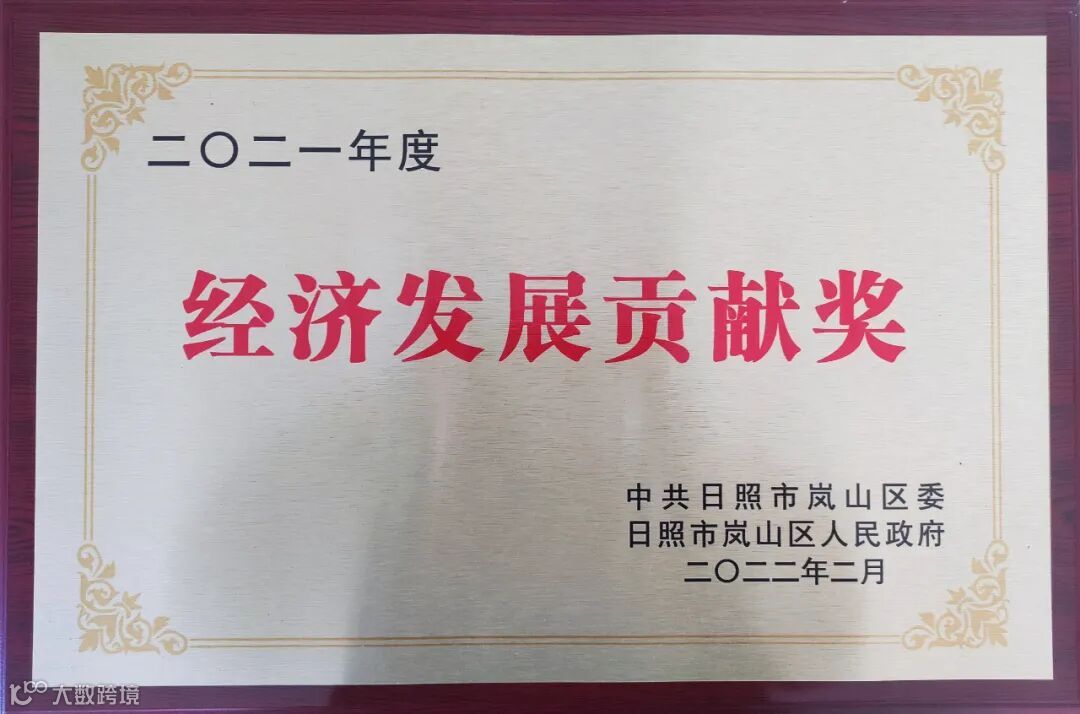 二〇二一年度
经济发展贡献奖
中共日照市岚山区委
日照市岚山区人民政府
二〇二二年二月
大数跨境